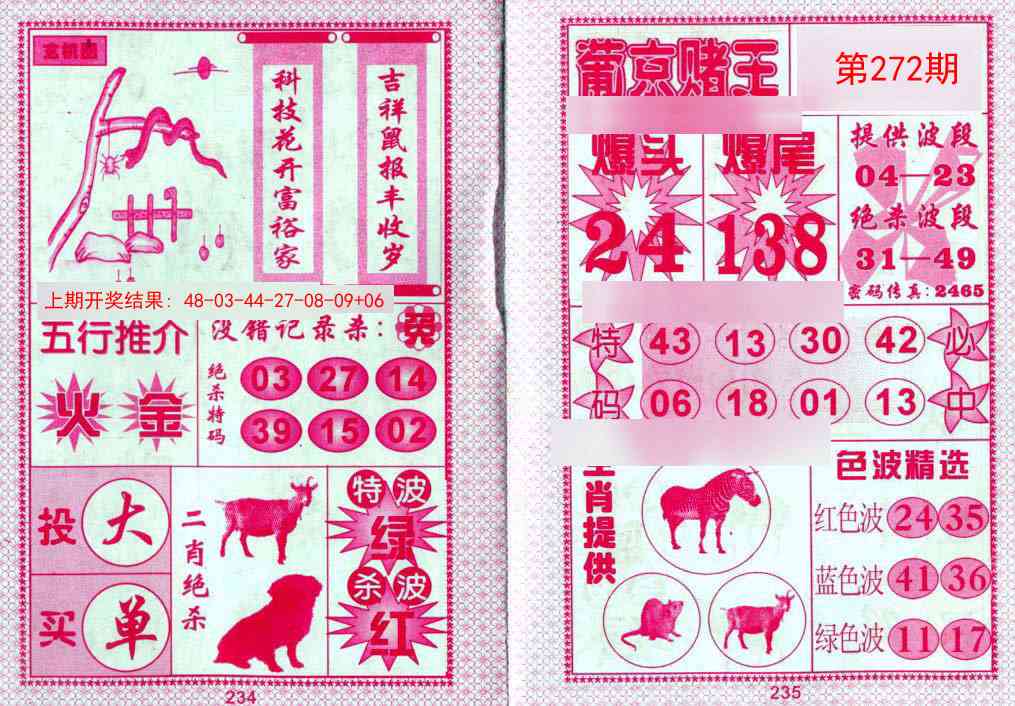 玄机图
科技花开富裕家
吉祥鼠报丰收岁
上期开奖结果：48-03-44-27-08-09+06
五行推介
火 金
没错记录杀：兔
绝杀特码
03 27 14
39 15 02
投 大
买 单
二肖绝杀
特波
绿
杀波
红
234
葡京赌王
第272期
爆头
24
爆尾
138
提供波段
04—23
绝杀波段
31—49
密码传真：2465
特 43 13 30 42 必
码 06 18 01 13 中
生肖提供
色波精选
红色波 24 35
蓝色波 41 36
绿色波 11 17
235